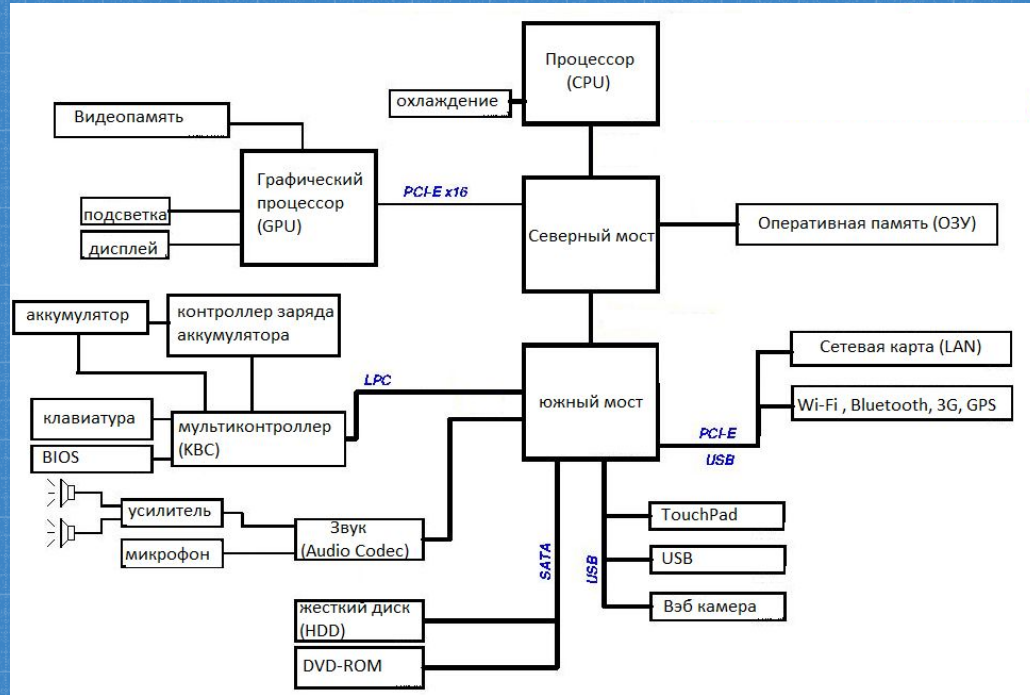 Процессор
(CPU)
охлаждение
Видеопамять
Графический
процессор
(GPU)
PCI-E x16
подсветка
дисплей
Северный мост
Оперативная память (ОЗУ)
аккумулятор
контроллер заряда
аккумулятора
Сетевая карта (LAN)
LPC
южный мост
Wi-Fi , Bluetooth, 3G, GPS
клавиатура
мультиконтроллер
(KBC)
PCI-E
USB
BIOS
усилитель
Звук
(Audio Codec)
микрофон
TouchPad
USB
Вэб камера
SATA
USB
жесткий диск
(HDD)
DVD-ROM